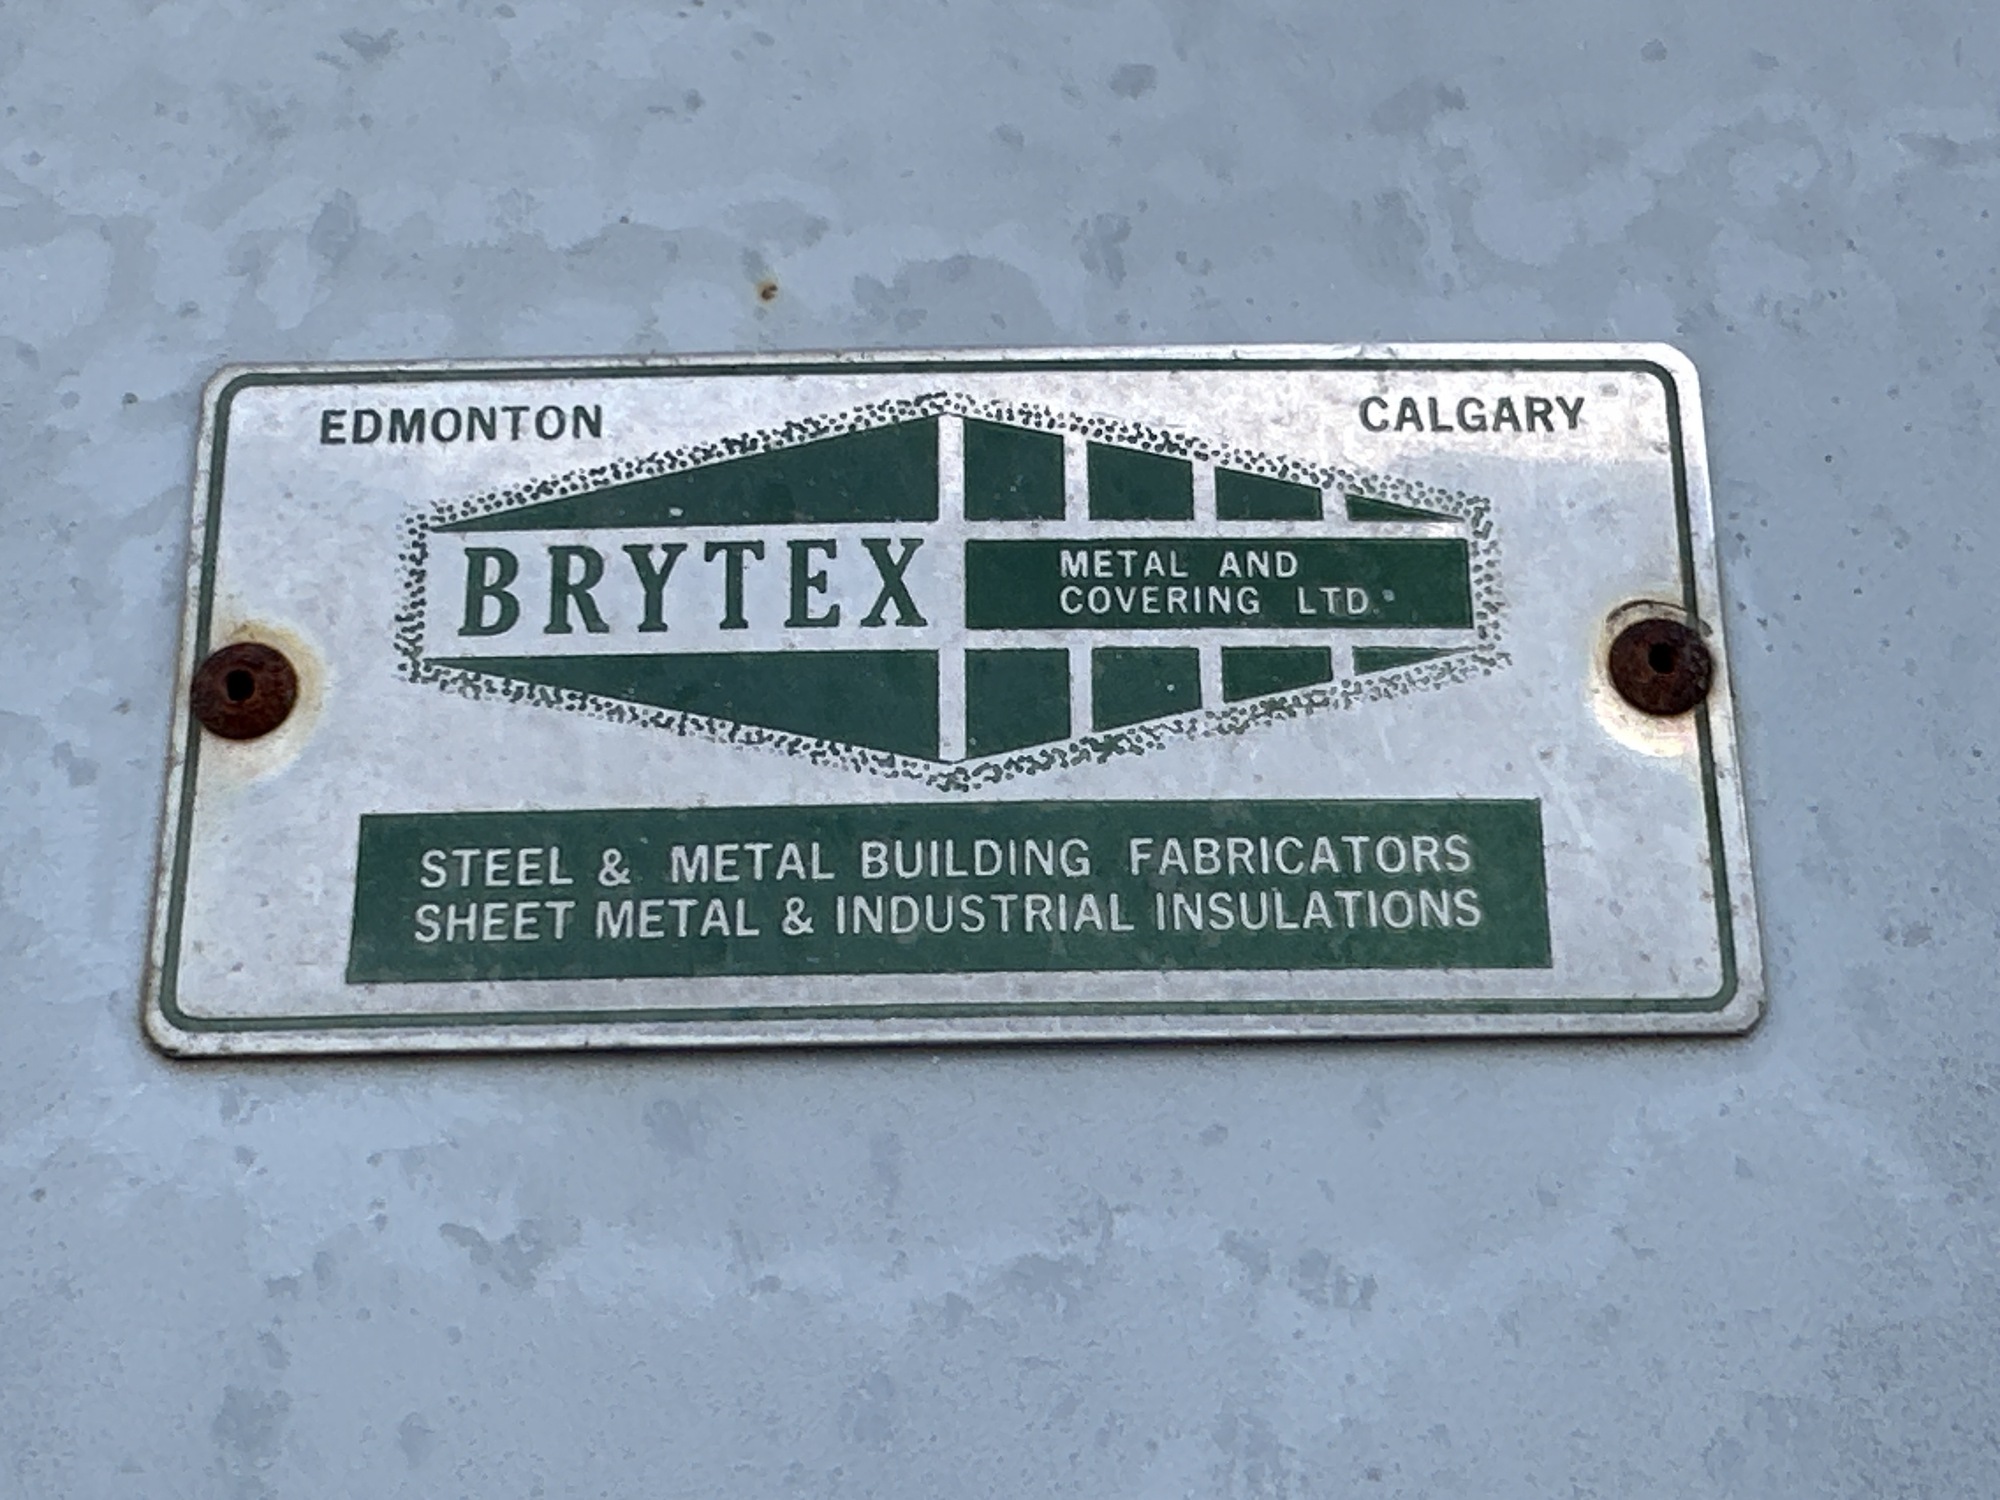 EDMONTON
CALGARY
BRYTEX
METAL AND
COVERING LTD.
STEEL & METAL BUILDING FABRICATORS
SHEET METAL & INDUSTRIAL INSULATIONS